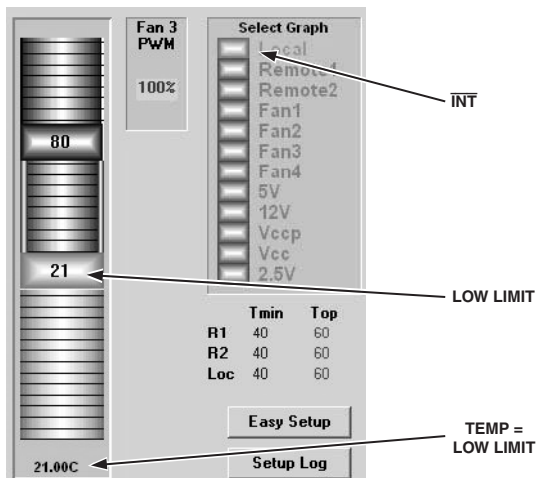 Fan 3
PWM
100%
80
21
21.00C
Select Graph
Local
Remote1
Remote2
Fan1
Fan2
Fan3
Fan4
5V
12V
Vccp
Vcc
2.5V
Tmin Top
R1 40 60
R2 40 60
Loc 40 60
Easy Setup
Setup Log
I̅N̅T̅
LOW LIMIT
TEMP =
LOW LIMIT